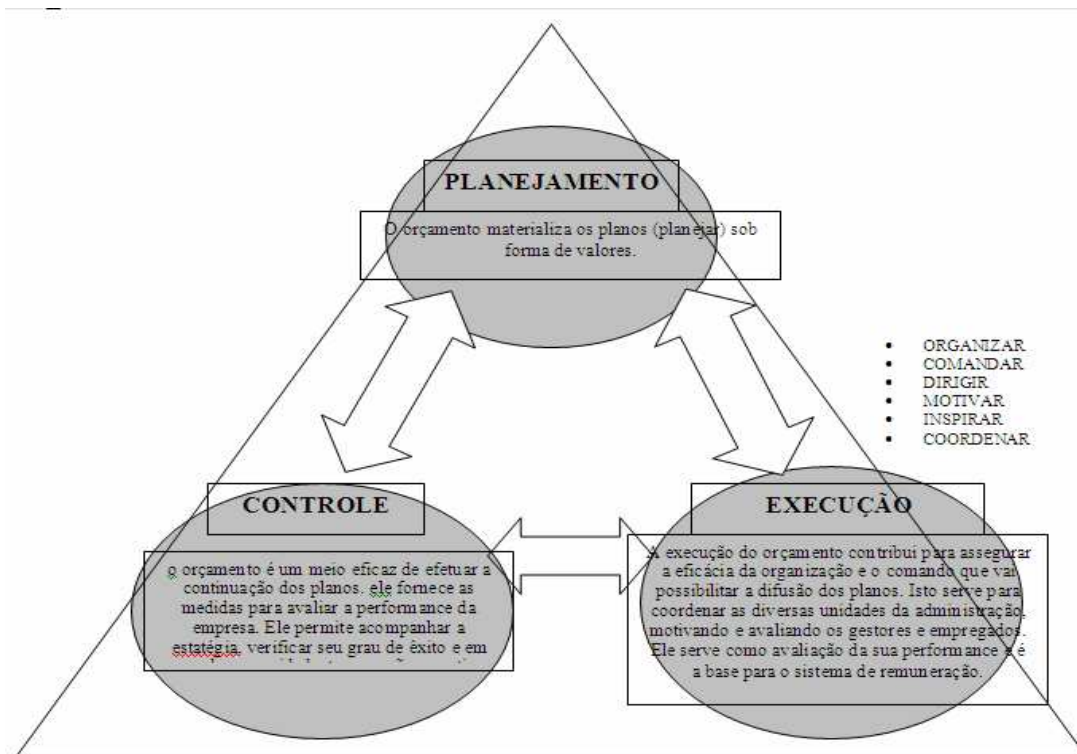 PLANEJAMENTO
O orçamento materializa os planos (planejar) sob
forma de valores.
• ORGANIZAR
• COMANDAR
• DIRIGIR
• MOTIVAR
• INSPIRAR
• COORDENAR
CONTROLE
o orçamento é um meio eficaz de efetuar a
continuação dos planos. ele fornece as
medidas para avaliar a performance da
empresa. Ele permite acompanhar a
estatégia, verificar seu grau de êxito e em
EXECUÇÃO
A execução do orçamento contribui para assegurar
a eficácia da organização e o comando que vai
possibilitar a difusão dos planos. Isto serve para
coordenar as diversas unidades da administração,
motivando e avaliando os gestores e empregados.
Ele serve como avaliação da sua performance e é
a base para o sistema de remuneração.